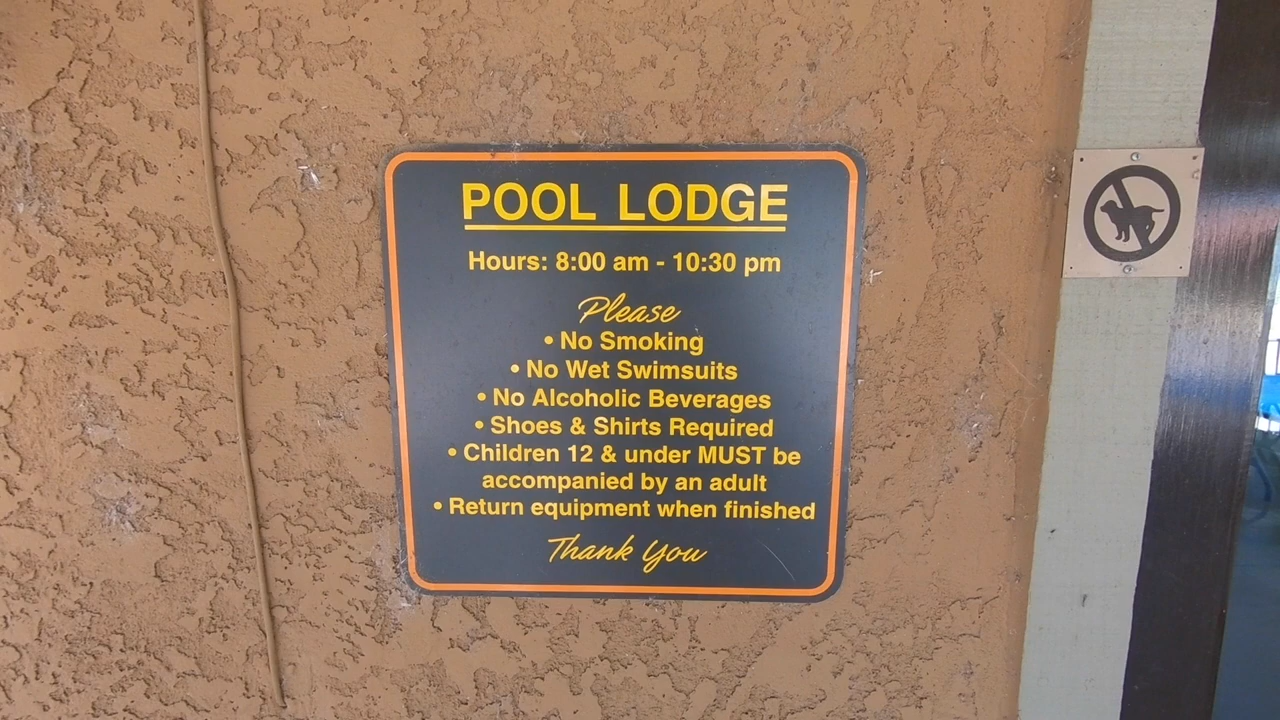 POOL LODGE
Hours: 8:00 am - 10:30 pm
Please
• No Smoking
• No Wet Swimsuits
• No Alcoholic Beverages
• Shoes & Shirts Required
• Children 12 & under MUST be
accompanied by an adult
• Return equipment when finished
Thank You